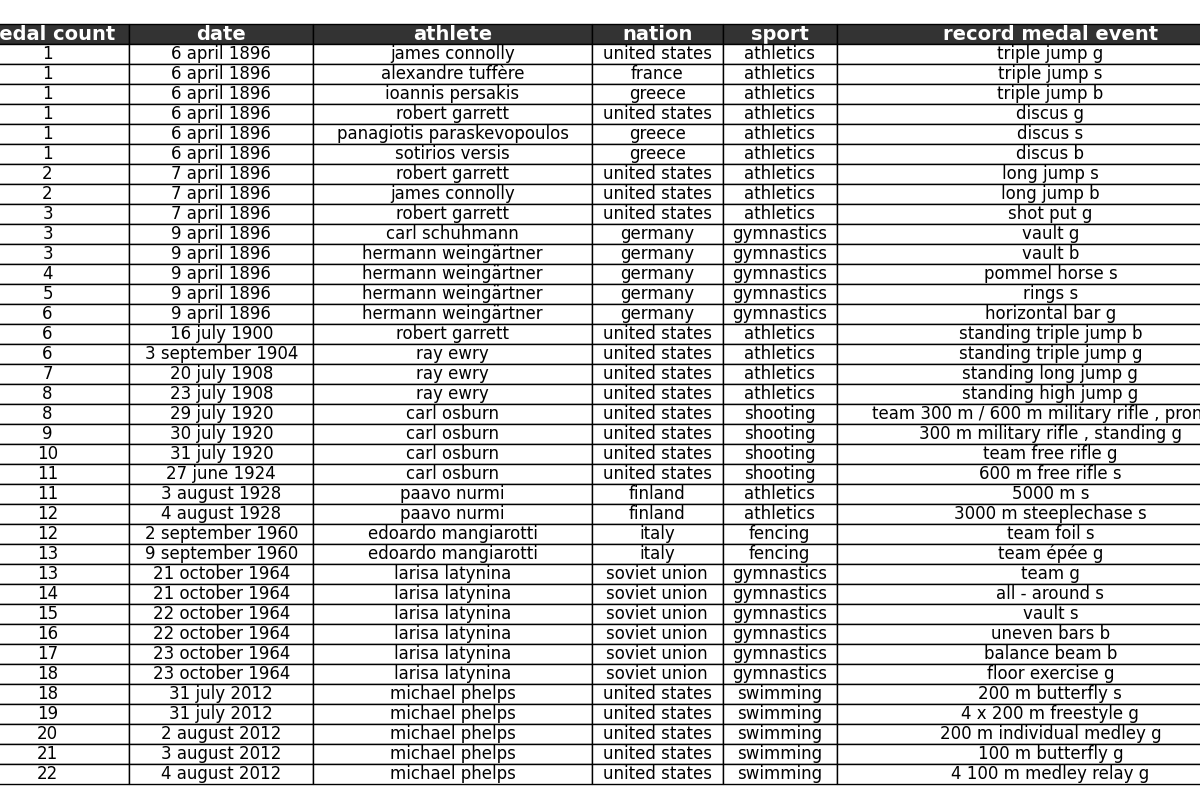 edal count date athlete nation sport record medal event
1 6 april 1896 james connolly united states athletics triple jump g
1 6 april 1896 alexandre tuffère france athletics triple jump s
1 6 april 1896 ioannis persakis greece athletics triple jump b
1 6 april 1896 robert garrett united states athletics discus g
1 6 april 1896 panagiotis paraskevopoulos greece athletics discus s
1 6 april 1896 sotirios versis greece athletics discus b
2 7 april 1896 robert garrett united states athletics long jump s
2 7 april 1896 james connolly united states athletics long jump b
3 7 april 1896 robert garrett united states athletics shot put g
3 9 april 1896 carl schuhmann germany gymnastics vault g
3 9 april 1896 hermann weingärtner germany gymnastics vault b
4 9 april 1896 hermann weingärtner germany gymnastics pommel horse s
5 9 april 1896 hermann weingärtner germany gymnastics rings s
6 9 april 1896 hermann weingärtner germany gymnastics horizontal bar g
6 16 july 1900 robert garrett united states athletics standing triple jump b
6 3 september 1904 ray ewry united states athletics standing triple jump g
7 20 july 1908 ray ewry united states athletics standing long jump g
8 23 july 1908 ray ewry united states athletics standing high jump g
8 29 july 1920 carl osburn united states shooting team 300 m / 600 m military rifle , pron
9 30 july 1920 carl osburn united states shooting 300 m military rifle , standing g
10 31 july 1920 carl osburn united states shooting team free rifle g
11 27 june 1924 carl osburn united states shooting 600 m free rifle s
11 3 august 1928 paavo nurmi finland athletics 5000 m s
12 4 august 1928 paavo nurmi finland athletics 3000 m steeplechase s
12 2 september 1960 edoardo mangiarotti italy fencing team foil s
13 9 september 1960 edoardo mangiarotti italy fencing team épée g
13 21 october 1964 larisa latynina soviet union gymnastics team g
14 21 october 1964 larisa latynina soviet union gymnastics all - around s
15 22 october 1964 larisa latynina soviet union gymnastics vault s
16 22 october 1964 larisa latynina soviet union gymnastics uneven bars b
17 23 october 1964 larisa latynina soviet union gymnastics balance beam b
18 23 october 1964 larisa latynina soviet union gymnastics floor exercise g
18 31 july 2012 michael phelps united states swimming 200 m butterfly s
19 31 july 2012 michael phelps united states swimming 4 x 200 m freestyle g
20 2 august 2012 michael phelps united states swimming 200 m individual medley g
21 3 august 2012 michael phelps united states swimming 100 m butterfly g
22 4 august 2012 michael phelps united states swimming 4 100 m medley relay g